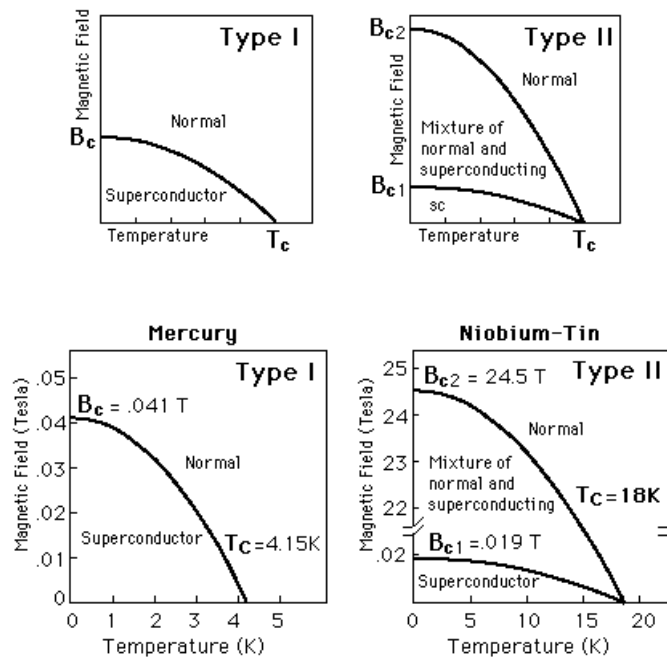 Type I
Magnetic Field
Bc
Normal
Superconductor
Temperature
Tc
Type II
Bc2
Magnetic Field
Normal
Mixture of
normal and
superconducting
Bc1
sc
Temperature
Tc
Mercury
Type I
Magnetic Field (Tesla)
.05
.04
.03
.02
.01
0
Bc = .041 T
Normal
Superconductor
Tc=4.15K
0 1 2 3 4 5
Temperature (K)
Niobium-Tin
Type II
Magnetic Field (Tesla)
25
24
23
22
.02
Bc2 = 24.5 T
Normal
Mixture of
normal and
superconducting
Tc=18K
Bc1=.019 T
Superconductor
0 5 10 15 20
Temperature (K)